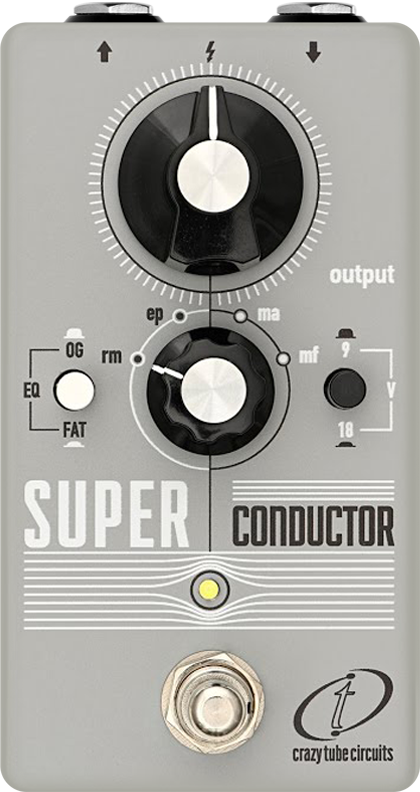 output
ep
ma
rm
mf
OG
9
EQ
V
FAT
18
SUPER
CONDUCTOR
t
crazy tube circuits